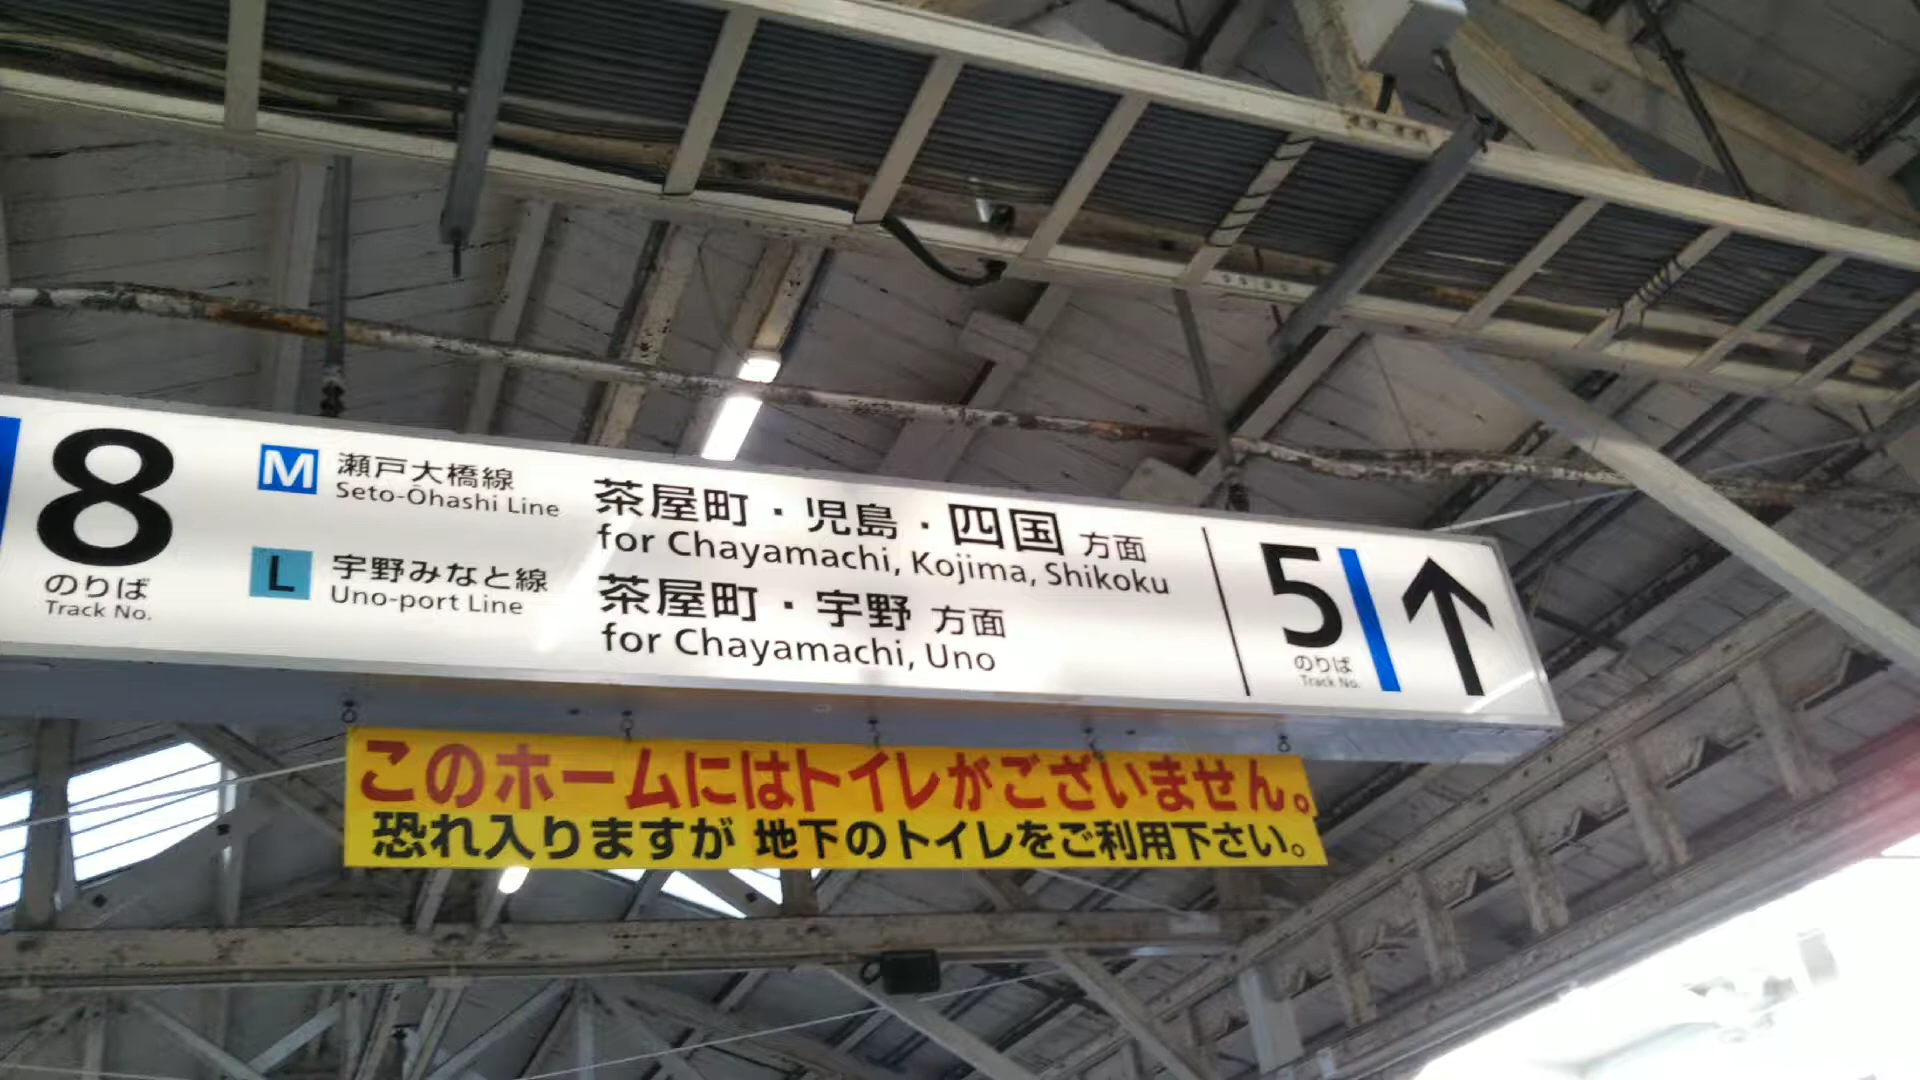 8
のりば
Track No.
M 瀬戸大橋線
Seto-Ōhashi Line
L 宇野みなと線
Uno-port Line
茶屋町・児島・四国 方面
for Chayamachi, Kojima, Shikoku
茶屋町・宇野 方面
for Chayamachi, Uno
5
のりば
Track No.
このホームにはトイレがございません。
恐れ入りますが 地下のトイレをご利用下さい。